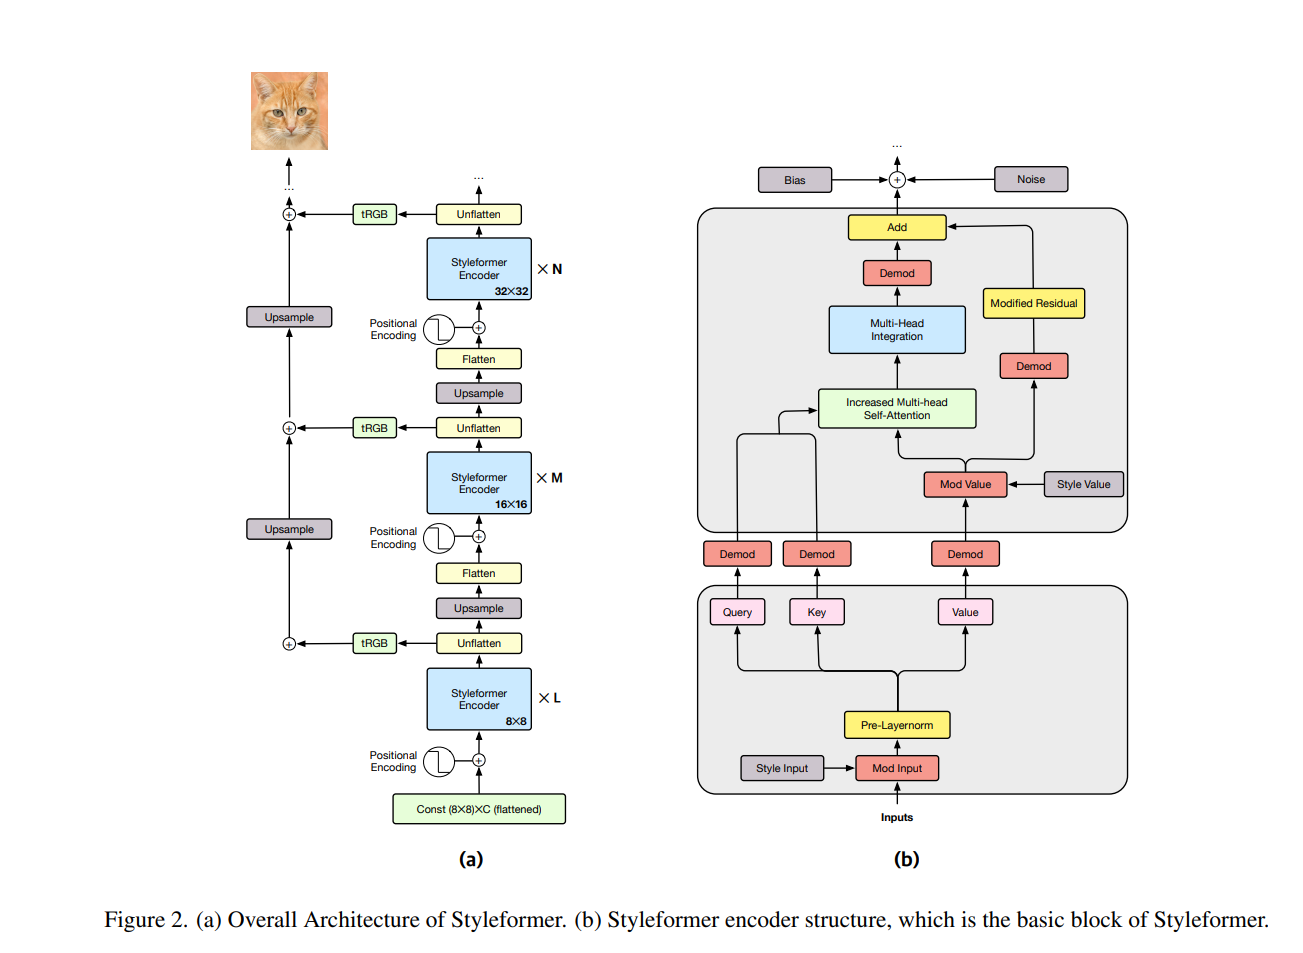 ...
...
tRGB
Unflatten
Styleformer
Encoder
32×32
× N
Positional
Encoding
Upsample
Flatten
Upsample
tRGB
Unflatten
Styleformer
Encoder
16×16
× M
Upsample
Positional
Encoding
Flatten
Upsample
tRGB
Unflatten
Styleformer
Encoder
8×8
× L
Positional
Encoding
Const (8×8)×C (flattened)
(a)
...
Bias
+
Noise
Add
Demod
Modified Residual
Multi-Head
Integration
Demod
Increased Multi-head
Self-Attention
Mod Value
Style Value
Demod
Demod
Demod
Query
Key
Value
Pre-Layernorm
Style Input
Mod Input
Inputs
(b)
Figure 2. (a) Overall Architecture of Styleformer. (b) Styleformer encoder structure, which is the basic block of Styleformer.